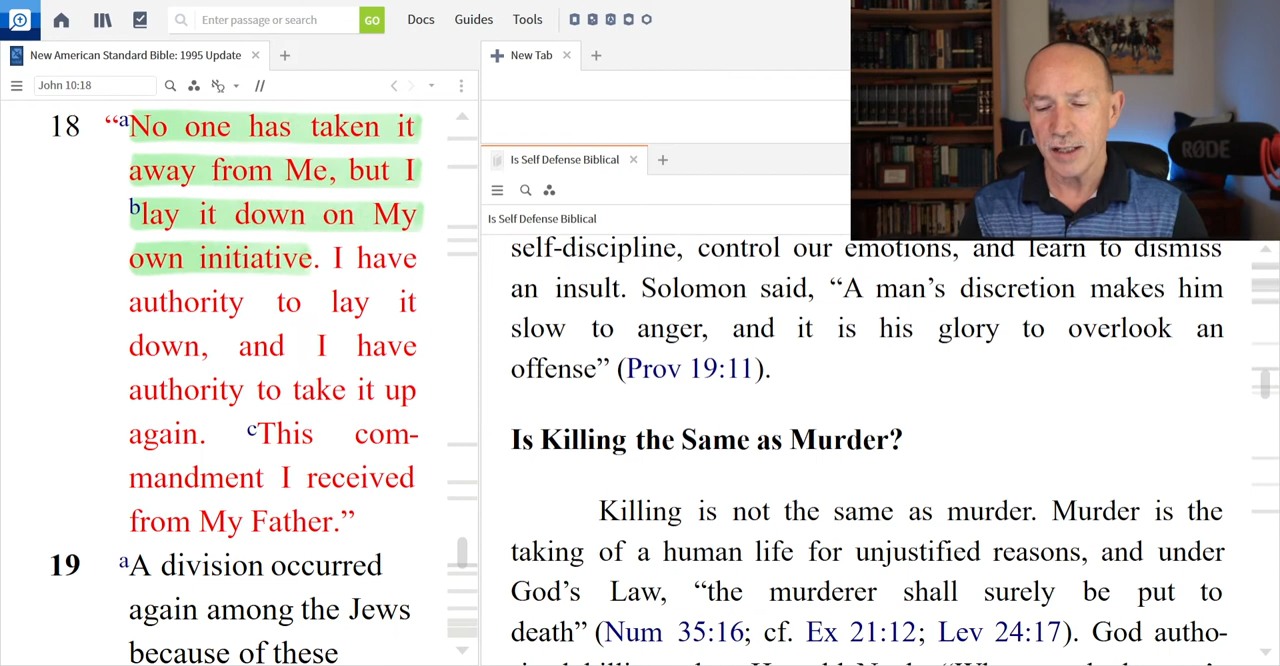 Enter passage or search
GO
Docs
Guides
Tools
New American Standard Bible: 1995 Update
New Tab
John 10:18
18 “aNo one has taken it
away from Me, but I
blay it down on My
own initiative. I have
authority to lay it
down, and I have
authority to take it up
again. cThis com-
mandment I received
from My Father.”
19 aA division occurred
again among the Jews
because of these
Is Self Defense Biblical
Is Self Defense Biblical
self-discipline, control our emotions, and learn to dismiss
an insult. Solomon said, “A man’s discretion makes him
slow to anger, and it is his glory to overlook an
offense” (Prov 19:11).
Is Killing the Same as Murder?
Killing is not the same as murder. Murder is the
taking of a human life for unjustified reasons, and under
God’s Law, “the murderer shall surely be put to
death” (Num 35:16; cf. Ex 21:12; Lev 24:17). God autho-
RØDE